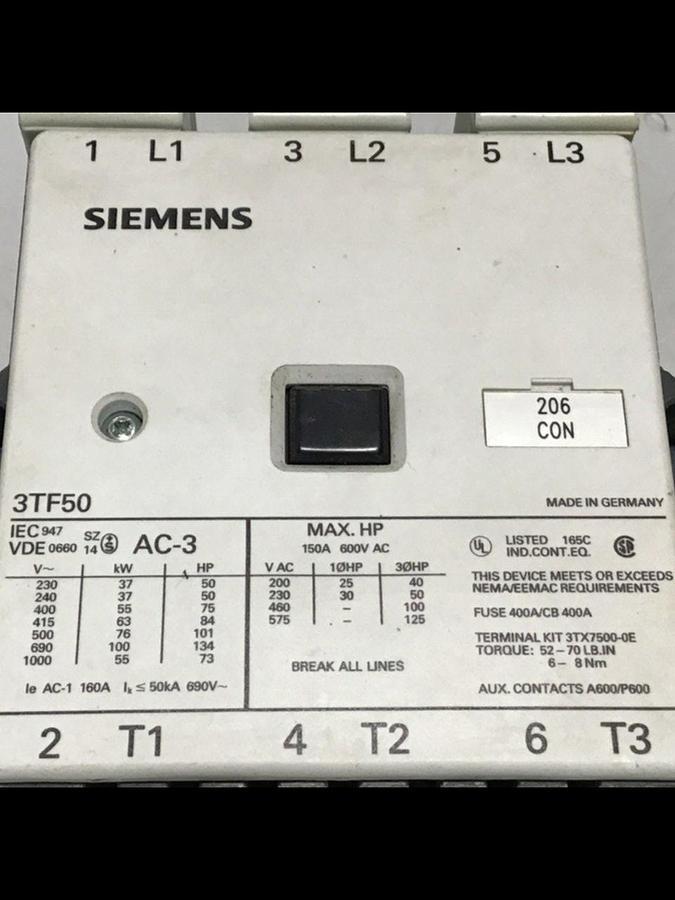 1 L1 3 L2 5 L3
SIEMENS
206
CON
3TF50
MADE IN GERMANY
IEC 947
VDE 0660
SZ
14
AC-3
V~ kW HP
230 37 50
240 37 50
400 55 75
415 63 84
500 76 101
690 100 134
1000 55 73
Ie AC-1 160A Ik ≤ 50kA 690V~
MAX. HP
150A 600V AC
V AC 1ØHP 3ØHP
200 25 40
230 30 50
460 – 100
575 – 125
BREAK ALL LINES
UL LISTED 165C SA
IND.CONT.EQ.
THIS DEVICE MEETS OR EXCEEDS
NEMA/EEMAC REQUIREMENTS
FUSE 400A/CB 400A
TERMINAL KIT 3TX7500-0E
TORQUE: 52–70 LB.IN
6–8 Nm
AUX. CONTACTS A600/P600
2 T1 4 T2 6 T3